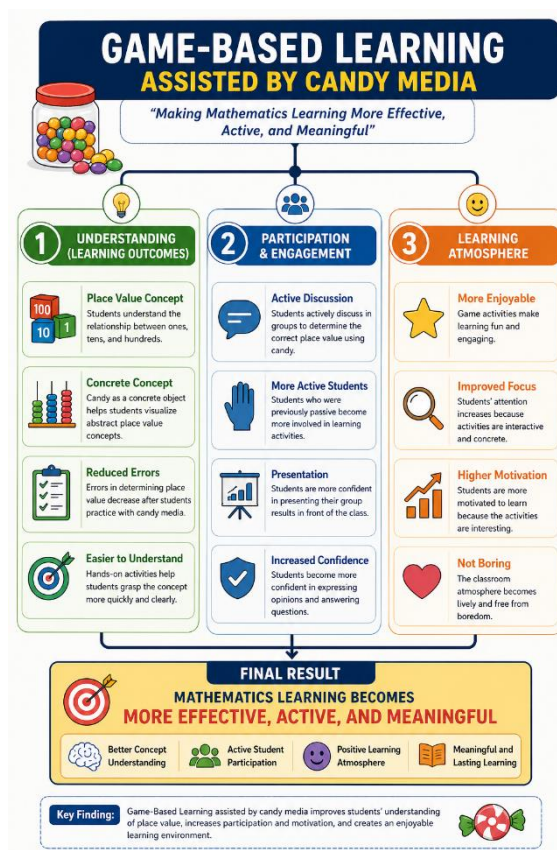 GAME-BASED LEARNING
ASSISTED BY CANDY MEDIA
“Making Mathematics Learning More Effective,
Active, and Meaningful”
1
UNDERSTANDING
(LEARNING OUTCOMES)
100
10
1
Place Value Concept
Students understand the
relationship between ones,
tens, and hundreds.
Concrete Concept
Candy as a concrete object
helps students visualize
abstract place value
concepts.
Reduced Errors
Errors in determining place
value decrease after students
practice with candy media.
Easier to Understand
Hands-on activities help
students grasp the concept
more quickly and clearly.
2
PARTICIPATION
& ENGAGEMENT
Active Discussion
Students actively discuss in
groups to determine the
correct place value using
candy.
More Active Students
Students who were
previously passive become
more involved in learning
activities.
Presentation
Students are more confident
in presenting their group
results in front of the class.
Increased Confidence
Students become more
confident in expressing
opinions and answering
questions.
3
LEARNING
ATMOSPHERE
More Enjoyable
Game activities make
learning fun and
engaging.
Improved Focus
Students' attention
increases because
activities are interactive
and concrete.
Higher Motivation
Students are more
motivated to learn
because the activities
are interesting.
Not Boring
The classroom
atmosphere becomes
lively and free from
boredom.
FINAL RESULT
MATHEMATICS LEARNING BECOMES
MORE EFFECTIVE, ACTIVE, AND MEANINGFUL
Better Concept
Understanding
Active Student
Participation
Positive Learning
Atmosphere
Meaningful and
Lasting Learning
Key Finding:
Game-Based Learning assisted by candy media improves students' understanding
of place value, increases participation and motivation, and creates an enjoyable
learning environment.